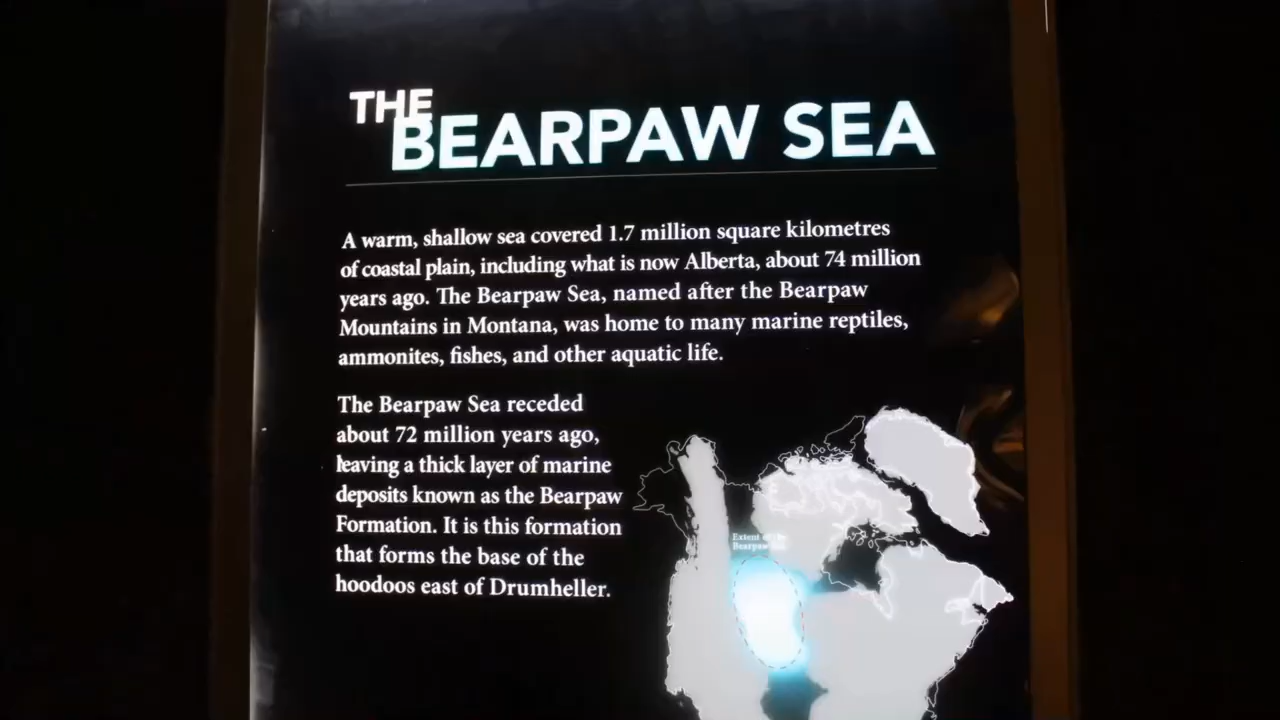 THE
BEARPAW SEA
A warm, shallow sea covered 1.7 million square kilometres
of coastal plain, including what is now Alberta, about 74 million
years ago. The Bearpaw Sea, named after the Bearpaw
Mountains in Montana, was home to many marine reptiles,
ammonites, fishes, and other aquatic life.
The Bearpaw Sea receded
about 72 million years ago,
leaving a thick layer of marine
deposits known as the Bearpaw
Formation. It is this formation
that forms the base of the
hoodoos east of Drumheller.
Extent
Bearpaw